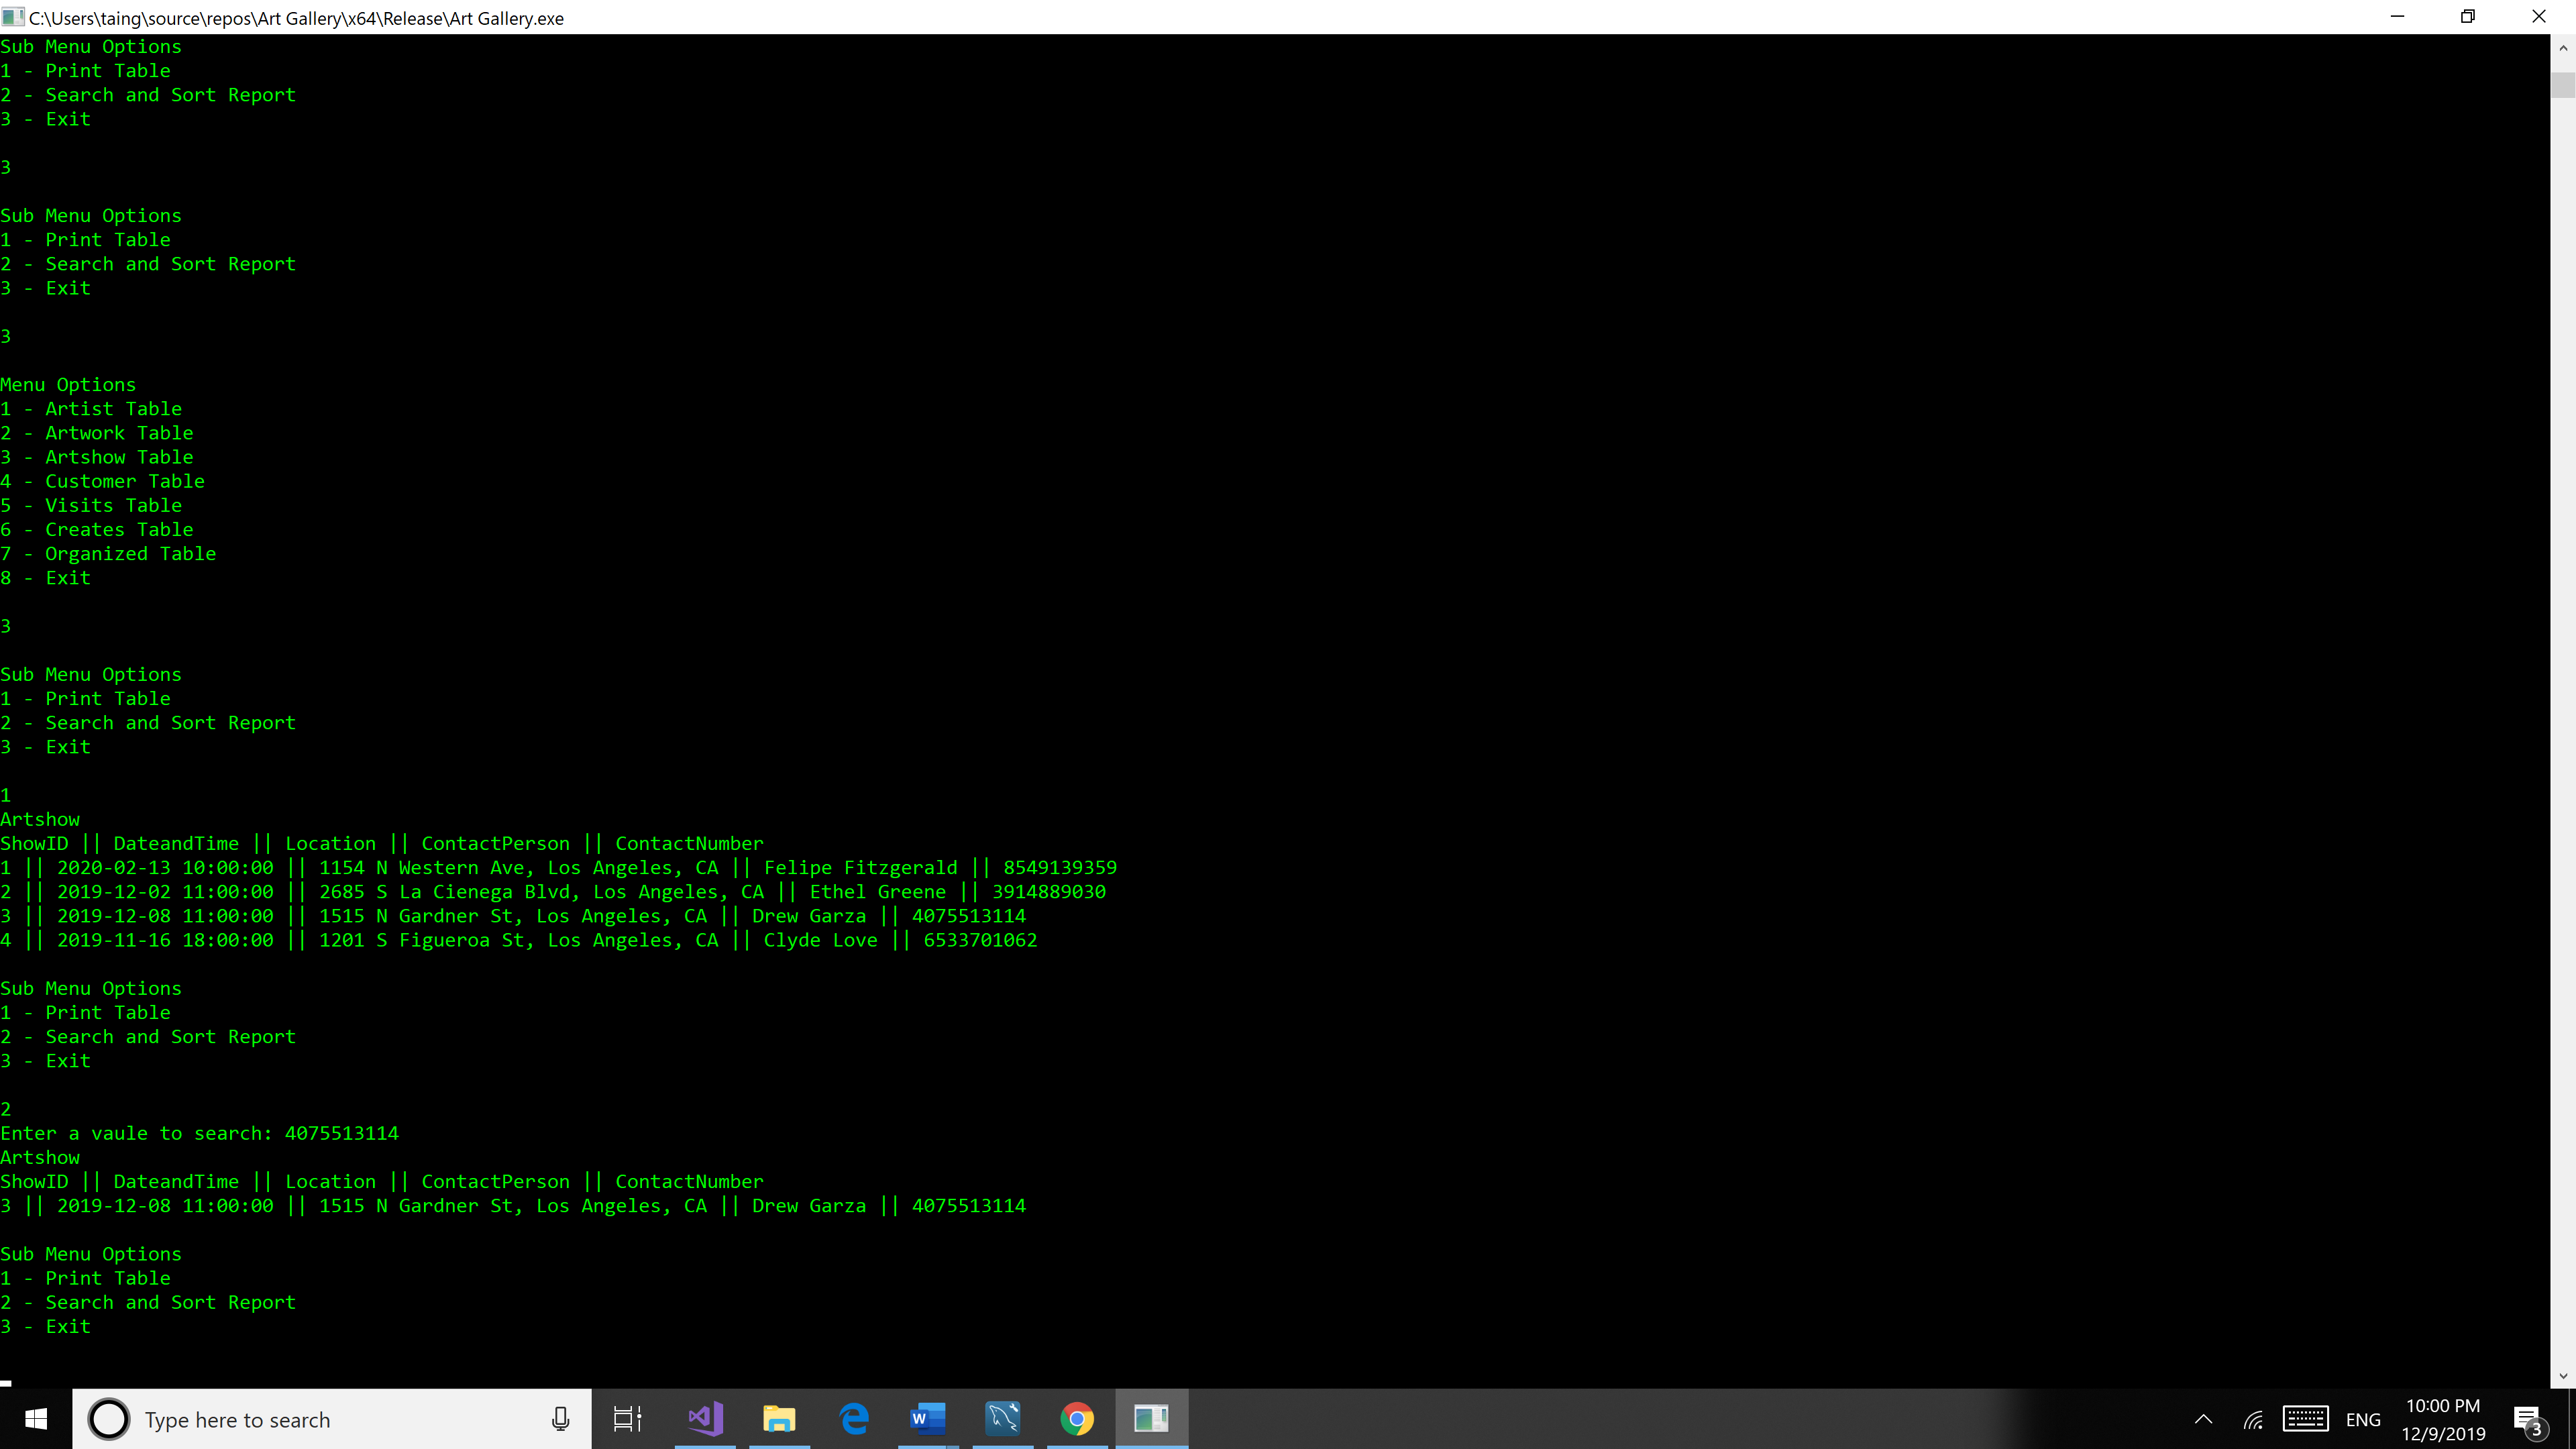 C:\Users\taing\source\repos\Art Gallery\x64\Release\Art Gallery.exe
Sub Menu Options
1 - Print Table
2 - Search and Sort Report
3 - Exit
3
Sub Menu Options
1 - Print Table
2 - Search and Sort Report
3 - Exit
3
Menu Options
1 - Artist Table
2 - Artwork Table
3 - Artshow Table
4 - Customer Table
5 - Visits Table
6 - Creates Table
7 - Organized Table
8 - Exit
3
Sub Menu Options
1 - Print Table
2 - Search and Sort Report
3 - Exit
1
Artshow
ShowID || DateandTime || Location || ContactPerson || ContactNumber
1 || 2020-02-13 10:00:00 || 1154 N Western Ave, Los Angeles, CA || Felipe Fitzgerald || 8549139359
2 || 2019-12-02 11:00:00 || 2685 S La Cienega Blvd, Los Angeles, CA || Ethel Greene || 3914889030
3 || 2019-12-08 11:00:00 || 1515 N Gardner St, Los Angeles, CA || Drew Garza || 4075513114
4 || 2019-11-16 18:00:00 || 1201 S Figueroa St, Los Angeles, CA || Clyde Love || 6533701062
Sub Menu Options
1 - Print Table
2 - Search and Sort Report
3 - Exit
2
Enter a vaule to search: 4075513114
Artshow
ShowID || DateandTime || Location || ContactPerson || ContactNumber
3 || 2019-12-08 11:00:00 || 1515 N Gardner St, Los Angeles, CA || Drew Garza || 4075513114
Sub Menu Options
1 - Print Table
2 - Search and Sort Report
3 - Exit
Type here to search
W
ENG
10:00 PM
12/9/2019
3